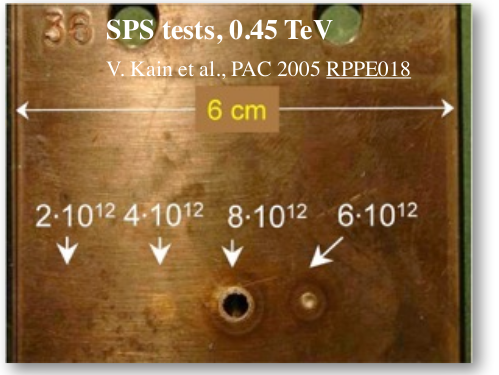 36 SPS tests, 0.45 TeV
V. Kain et al., PAC 2005 RPPE018
6 cm
2·10¹² 4·10¹² 8·10¹² 6·10¹²